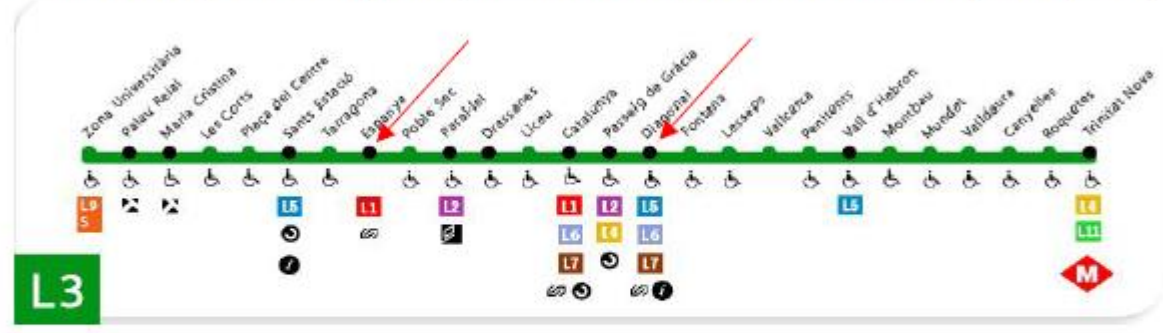 Zona Universitària
Palau Reial
Maria Cristina
Les Corts
Plaça del Centre
Sants Estació
Tarragona
Espanya
Poble Sec
Paral·lel
Drassanes
Liceu
Catalunya
Passeig de Gràcia
Diagonal
Fontana
Lesseps
Vallcarca
Penitents
Vall d'Hebron
Montbau
Mundet
Valldaura
Canyelles
Roquetes
Trinitat Nova
L9 S
L5
L1
L2
L1
L2
L5
L5
L4
L6
L4
L6
L11
L7
L7
L3
M